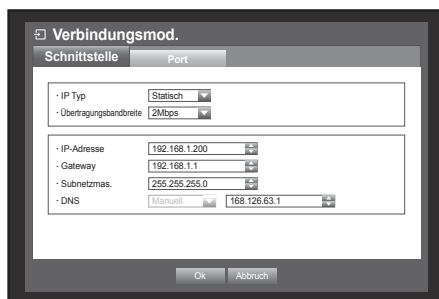 Verbindungsmod.
Schnittstelle Port
· IP Typ Statisch
· Übertragungsbandbreite 2Mbps
· IP-Adresse 192.168.1.200
· Gateway 192.168.1.1
· Subnetzmas. 255.255.255.0
· DNS Manuell 168.126.63.1
Ok Abbruch